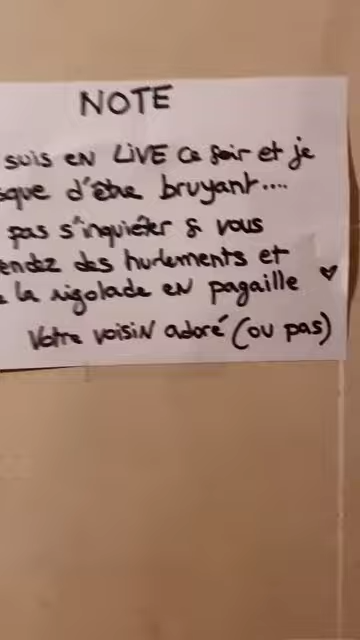 NOTE
suis EN LIVE ce soir et je
sque d'être bruyant....
pas s'inquiéter si vous
endez des hurlements et
la rigolade EN pagaille
Votre voisin adoré (ou pas)